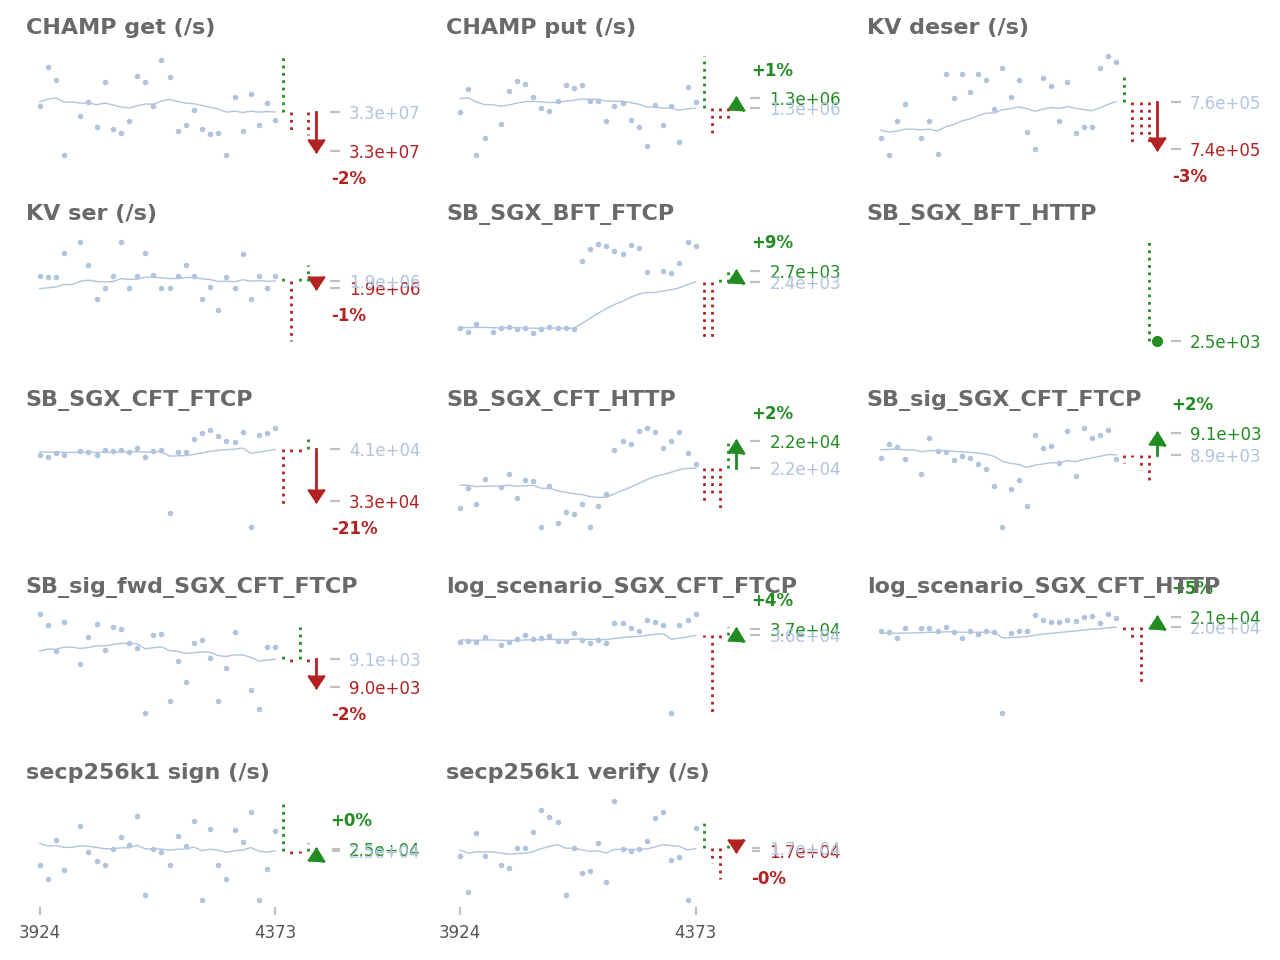 CHAMP get (/s)
3.3e+07
3.3e+07
-2%
CHAMP put (/s)
+1%
1.3e+06
1.3e+06
KV deser (/s)
7.6e+05
7.4e+05
-3%
KV ser (/s)
1.9e+06
1.9e+06
-1%
SB_SGX_BFT_FTCP
+9%
2.7e+03
2.4e+03
SB_SGX_BFT_HTTP
2.5e+03
SB_SGX_CFT_FTCP
4.1e+04
3.3e+04
-21%
SB_SGX_CFT_HTTP
+2%
2.2e+04
2.2e+04
SB_sig_SGX_CFT_FTCP
+2%
9.1e+03
8.9e+03
SB_sig_fwd_SGX_CFT_FTCP
9.1e+03
9.0e+03
-2%
log_scenario_SGX_CFT_FTCP
+4%
3.7e+04
3.6e+04
log_scenario_SGX_CFT_HTTP
+5%
2.1e+04
2.0e+04
secp256k1 sign (/s)
+0%
2.5e+04
2.5e+04
3924
4373
secp256k1 verify (/s)
1.7e+04
1.7e+04
-0%
3924
4373